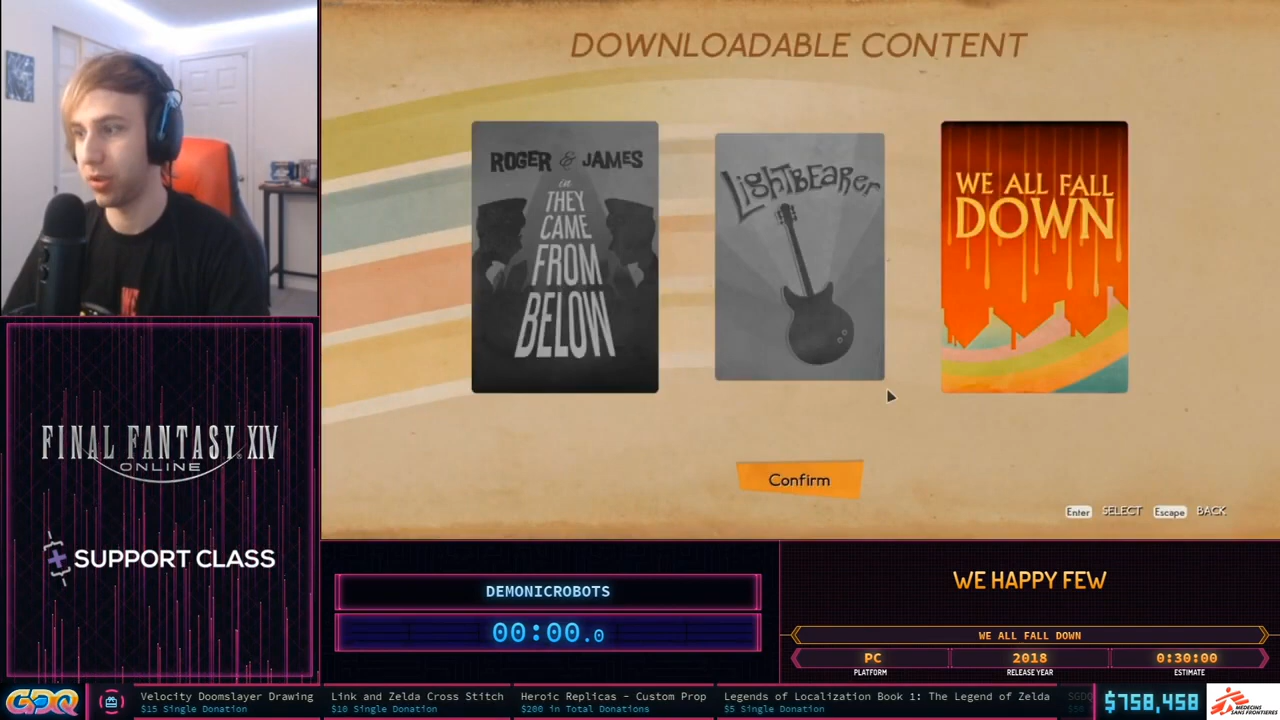 DOWNLOADABLE CONTENT
ROGER & JAMES
in
THEY
CAME
FROM
BELOW
LIGHTBEARER
WE ALL FALL
DOWN
Confirm
Enter SELECT Escape BACK
FINAL FANTASY XIV
ONLINE
SUPPORT CLASS
DEMONICROBOTS
00:00.0
WE HAPPY FEW
WE ALL FALL DOWN
PC 2018 0:30:00
PLATFORM RELEASE YEAR ESTIMATE
GDQ
Velocity Doomslayer Drawing
$15 Single Donation
Link and Zelda Cross Stitch
$10 Single Donation
Heroic Replicas - Custom Prop
$200 in Total Donations
Legends of Localization Book 1: The Legend of Zelda
$5 Single Donation
$758,458
MEDECINS
SANS FRONTIERES